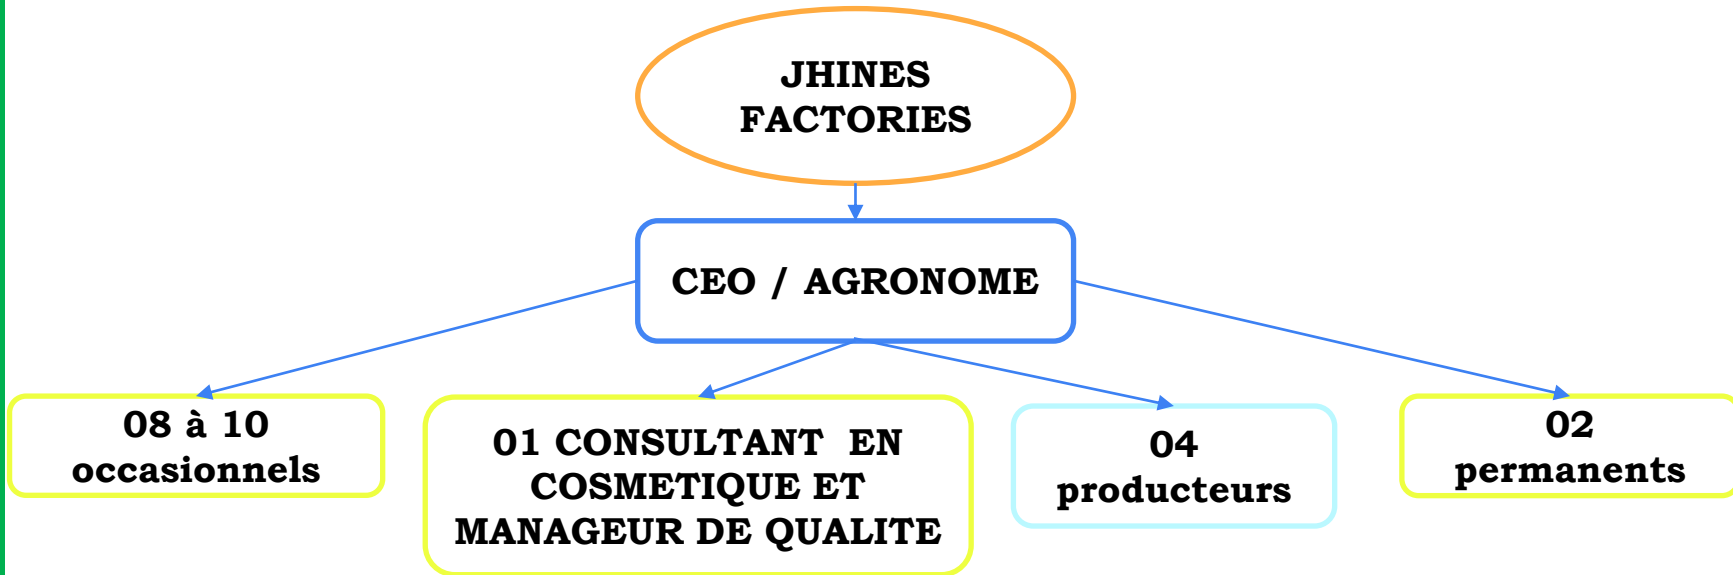 JHINES
FACTORIES
CEO / AGRONOME
08 à 10
occasionnels
01 CONSULTANT EN
COSMETIQUE ET
MANAGEUR DE QUALITE
04
producteurs
02
permanents